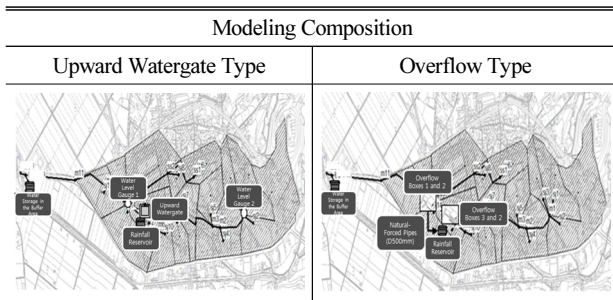 Modeling Composition
Upward Watergate Type
Overflow Type
Water
Storage in
the Buffer
Area
Water
Level
Gauge 1
Upward
Watergate
Rainfall
Reservoir
Water
Level
Gauge 2
Water
Storage in
the Buffer
Area
Overflow
Boxes 1 and 2
Overflow
Boxes 3 and 2
Natural-
Forced Pipes
(D500mm)
Rainfall
Reservoir